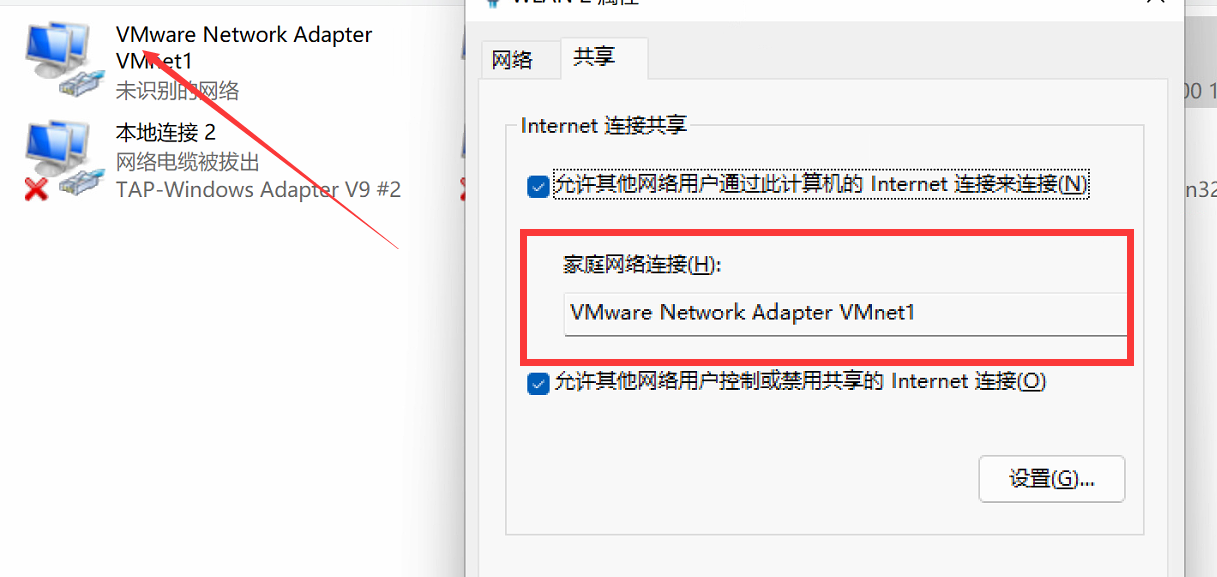 VMware Network Adapter
VMnet1
未识别的网络
本地连接 2
网络电缆被拔出
TAP-Windows Adapter V9 #2
WLAN 2 属性
网络
共享
Internet 连接共享
允许其他网络用户通过此计算机的 Internet 连接来连接(N)
家庭网络连接(H):
VMware Network Adapter VMnet1
允许其他网络用户控制或禁用共享的 Internet 连接(O)
设置(G)...